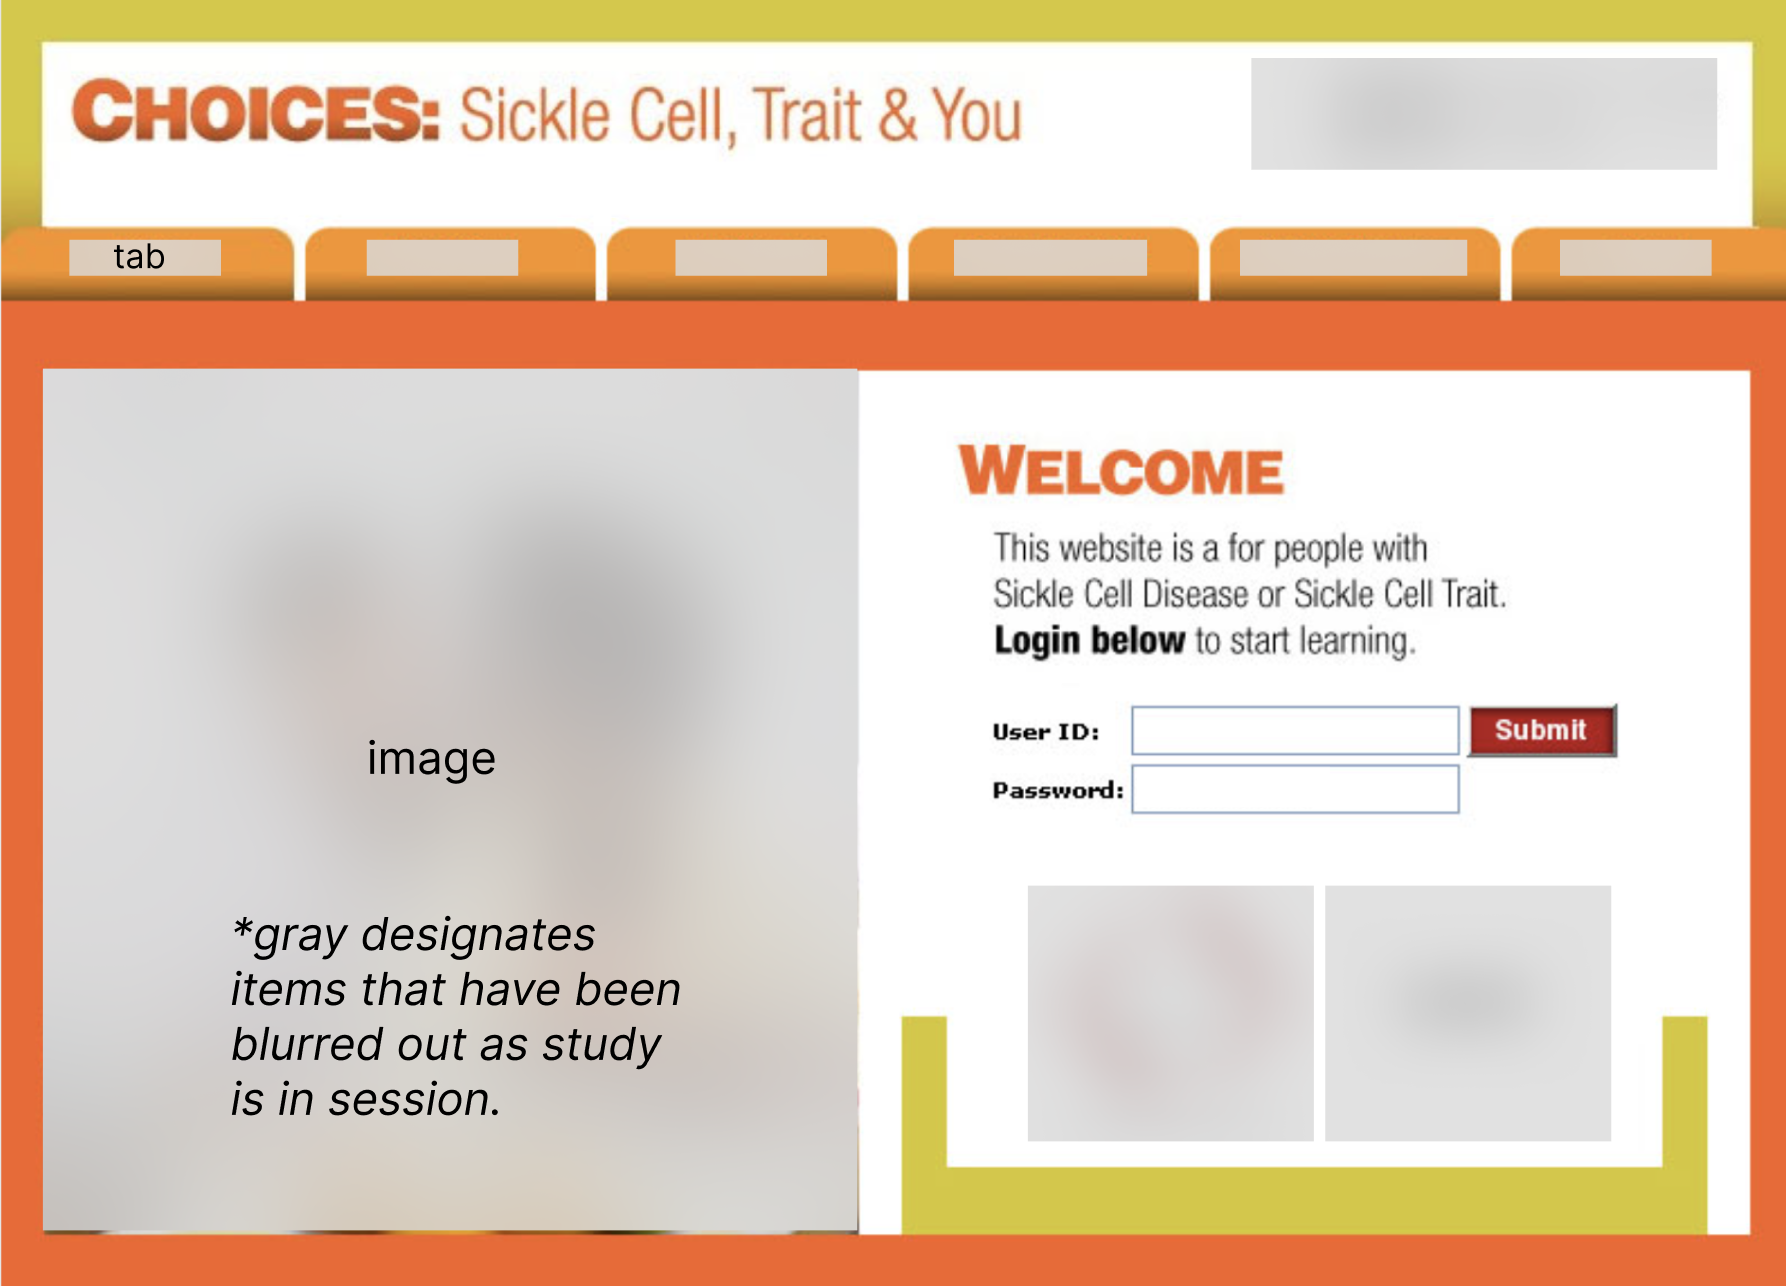 CHOICES: Sickle Cell, Trait & You
tab
image
*gray designates
items that have been
blurred out as study
is in session.
WELCOME
This website is a for people with
Sickle Cell Disease or Sickle Cell Trait.
Login below to start learning.
User ID:
Submit
Password: